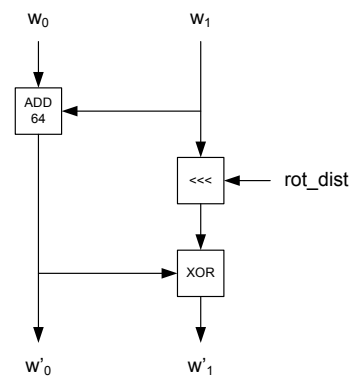 w₀ w₁
ADD
64
<<< rot_dist
XOR
w'₀ w'₁